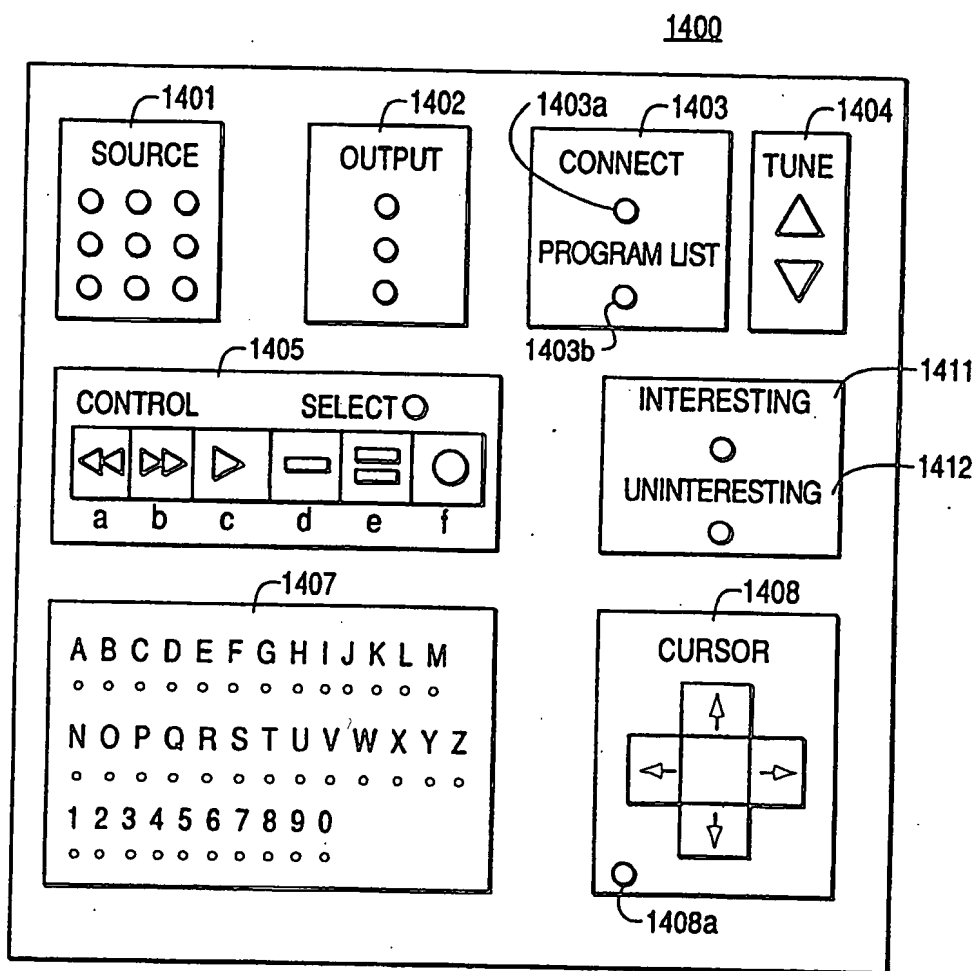 1400
1401
1402
1403a
1403
1404
SOURCE
OUTPUT
CONNECT
TUNE
PROGRAM LIST
1403b
1405
CONTROL SELECT
a b c d e f
1411
INTERESTING
1412
UNINTERESTING
1407
A B C D E F G H I J K L M
N O P Q R S T U V W X Y Z
1 2 3 4 5 6 7 8 9 0
1408
CURSOR
1408a